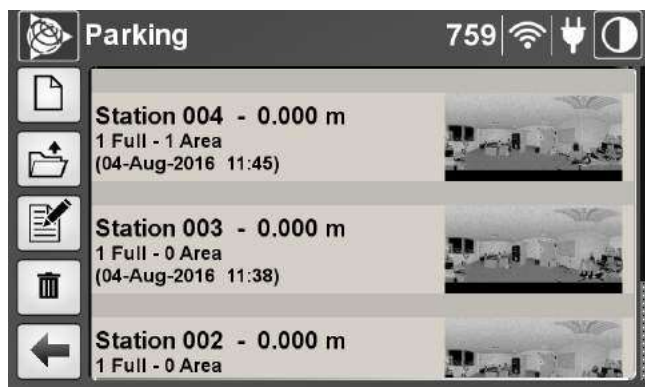 Parking 759
Station 004 - 0.000 m
1 Full - 1 Area
(04-Aug-2016 11:45)
Station 003 - 0.000 m
1 Full - 0 Area
(04-Aug-2016 11:38)
Station 002 - 0.000 m
1 Full - 0 Area